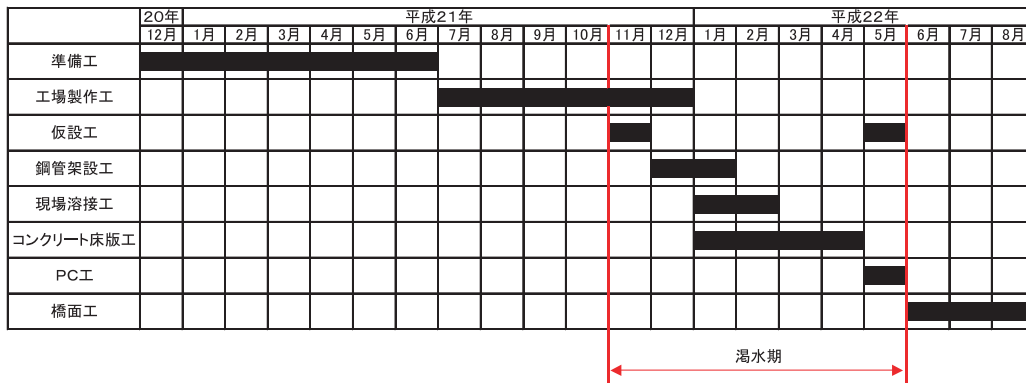 20年 平成21年 平成22年
12月 1月 2月 3月 4月 5月 6月 7月 8月 9月 10月 11月 12月 1月 2月 3月 4月 5月 6月 7月 8月
準備工
工場製作工
仮設工
鋼管架設工
現場溶接工
コンクリート床版工
PC工
橋面工
渇水期